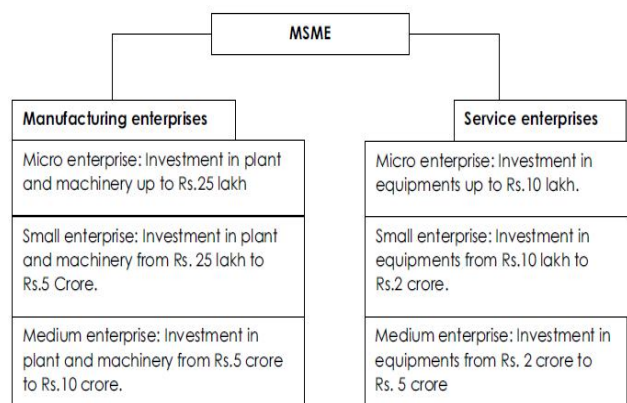 MSME
Manufacturing enterprises
Micro enterprise: Investment in plant
and machinery up to Rs.25 lakh
Small enterprise: Investment in plant
and machinery from Rs. 25 lakh to
Rs.5 Crore.
Medium enterprise: Investment in
plant and machinery from Rs.5 crore
to Rs.10 crore.
Service enterprises
Micro enterprise: Investment in
equipments up to Rs.10 lakh.
Small enterprise: Investment in
equipments from Rs.10 lakh to
Rs.2 crore.
Medium enterprise: Investment in
equipments from Rs. 2 crore to
Rs. 5 crore